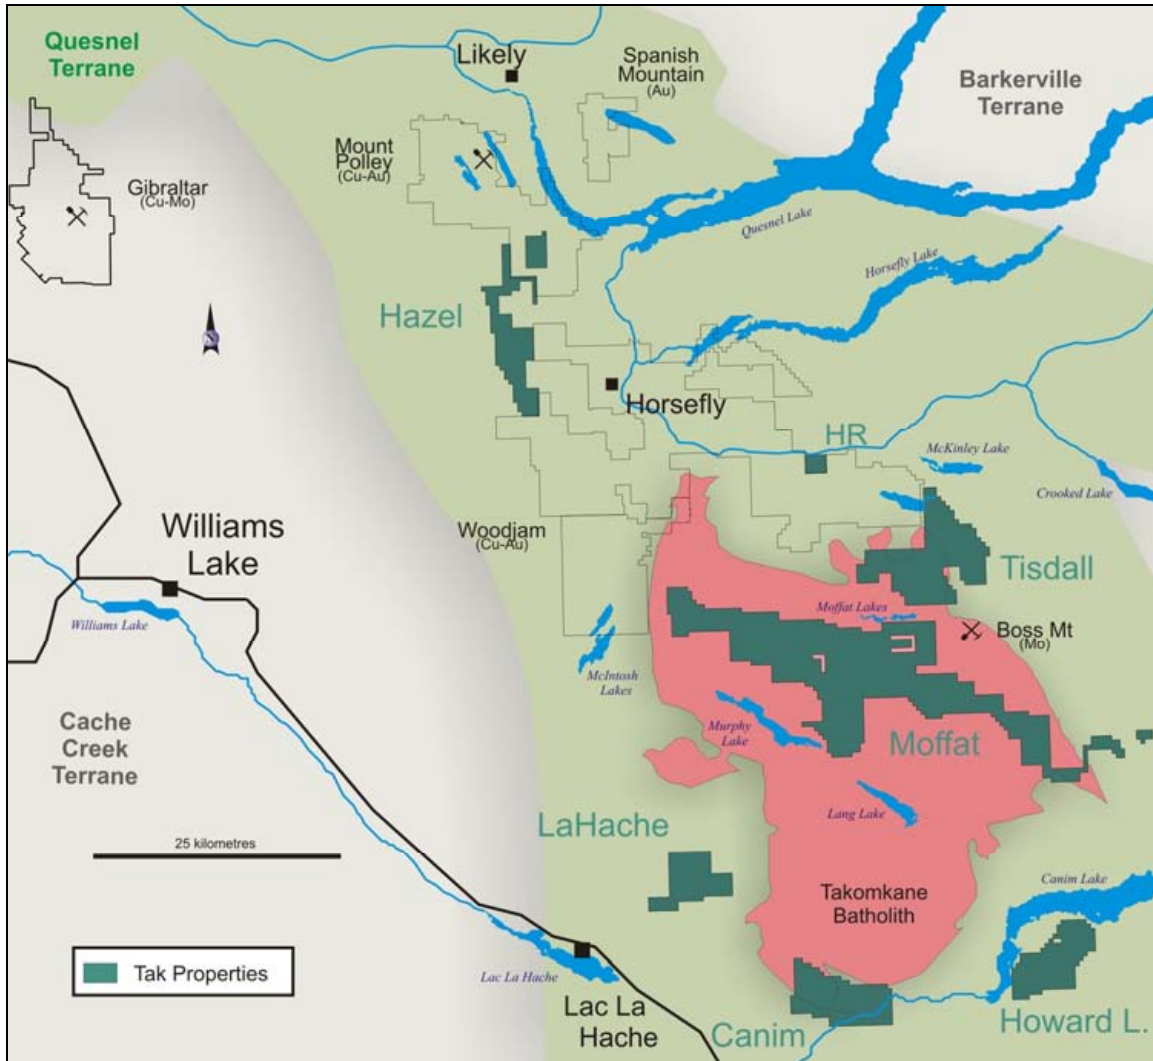 Quesnel
Terrane
Likely
Spanish
Mountain
(Au)
Barkerville
Terrane
Mount
Polley
(Cu-Au)
Gibraltar
(Cu-Mo)
Quesnel Lake
Horsefly Lake
Hazel
N
Horsefly
HR
McKinley Lake
Crooked Lake
Williams
Lake
Woodjam
(Cu-Au)
Tisdall
Williams Lake
Moffat Lakes
Boss Mt
(Mo)
McIntosh
Lakes
Cache
Creek
Terrane
Murphy
Lake
Moffat
25 kilometres
LaHache
Lang Lake
Takomkane
Batholith
Canim Lake
Tak Properties
Lac La Hache
Lac La
Hache
Canim
Howard L.